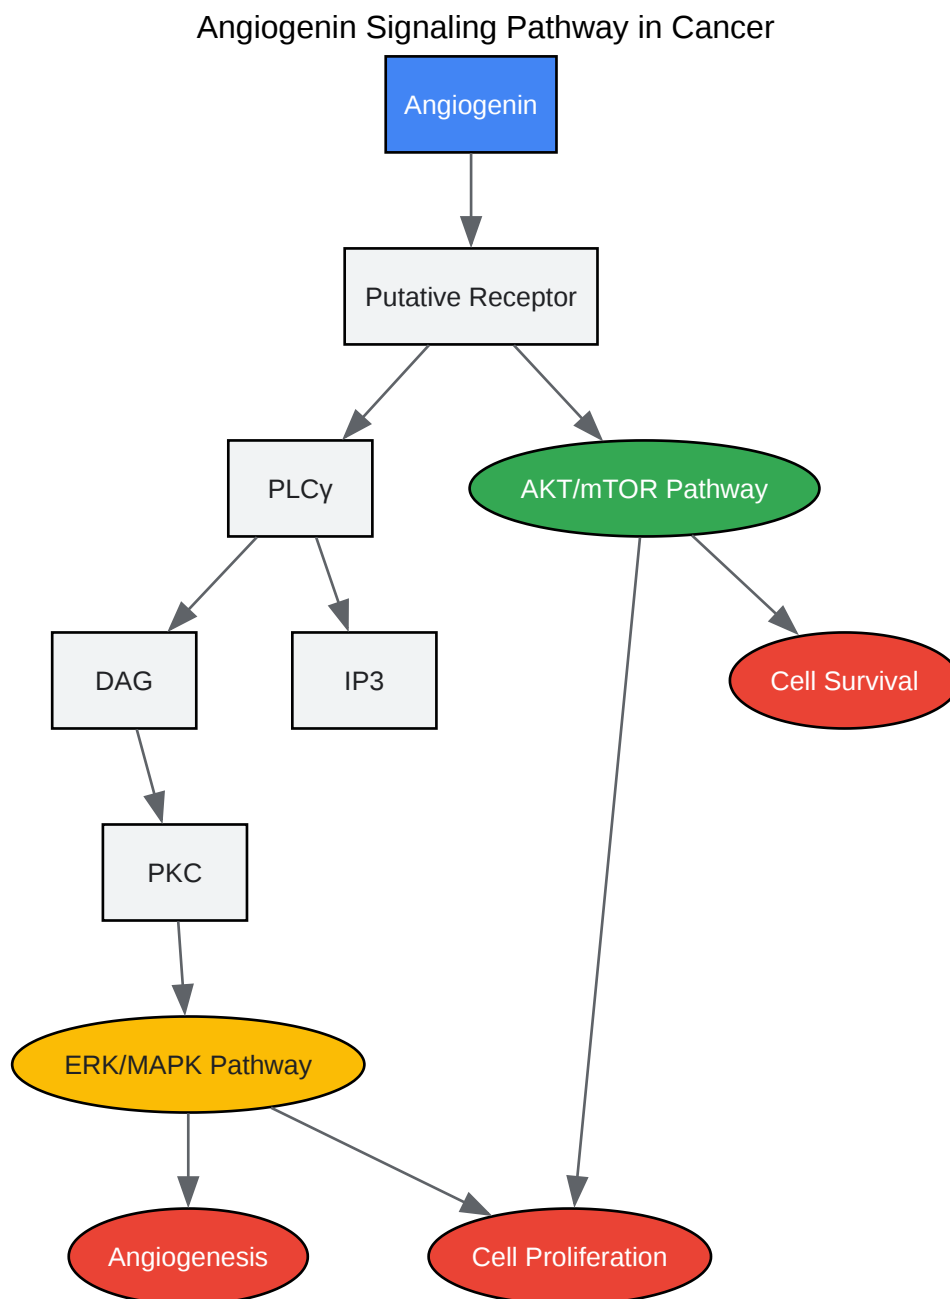 Angiogenin Signaling Pathway in Cancer
Angiogenin
Putative Receptor
PLCγ
AKT/mTOR Pathway
DAG
IP3
Cell Survival
PKC
ERK/MAPK Pathway
Angiogenesis
Cell Proliferation